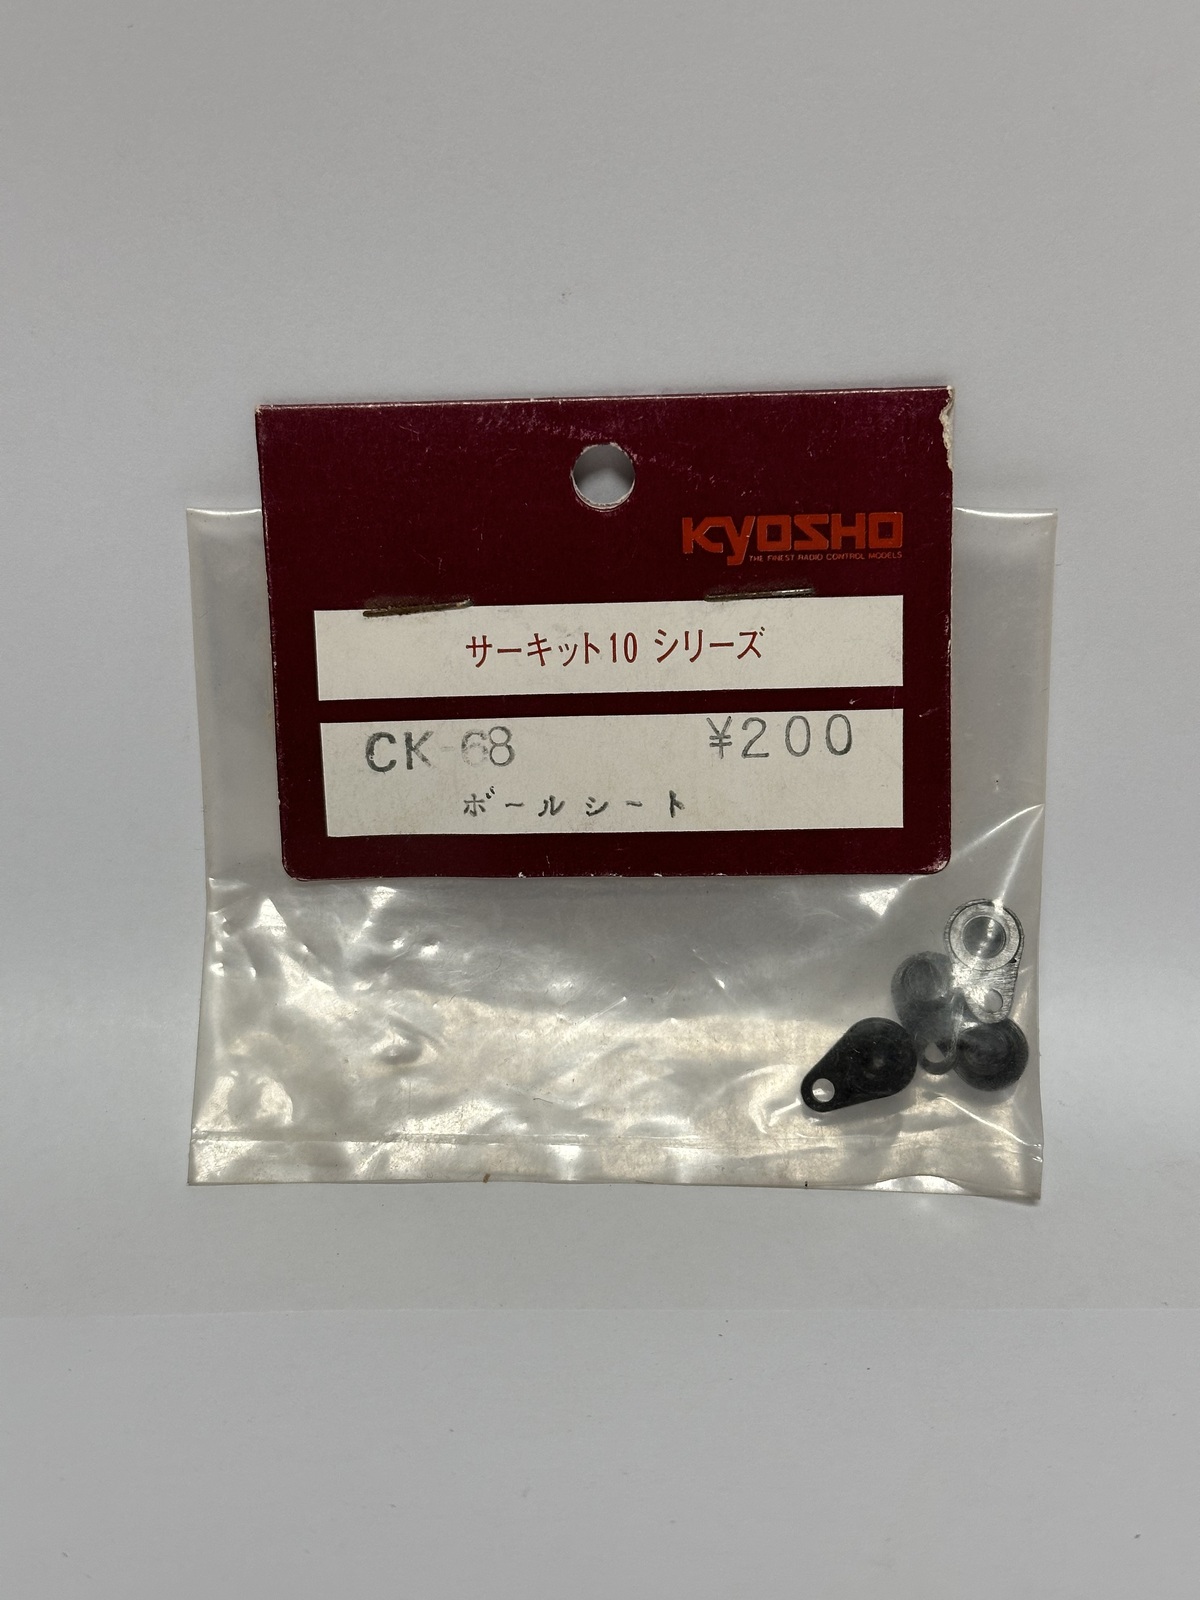 KYOSHO
THE FINEST RADIO CONTROL MODELS
サーキット10 シリーズ
CK-68 ¥200
ボールシート